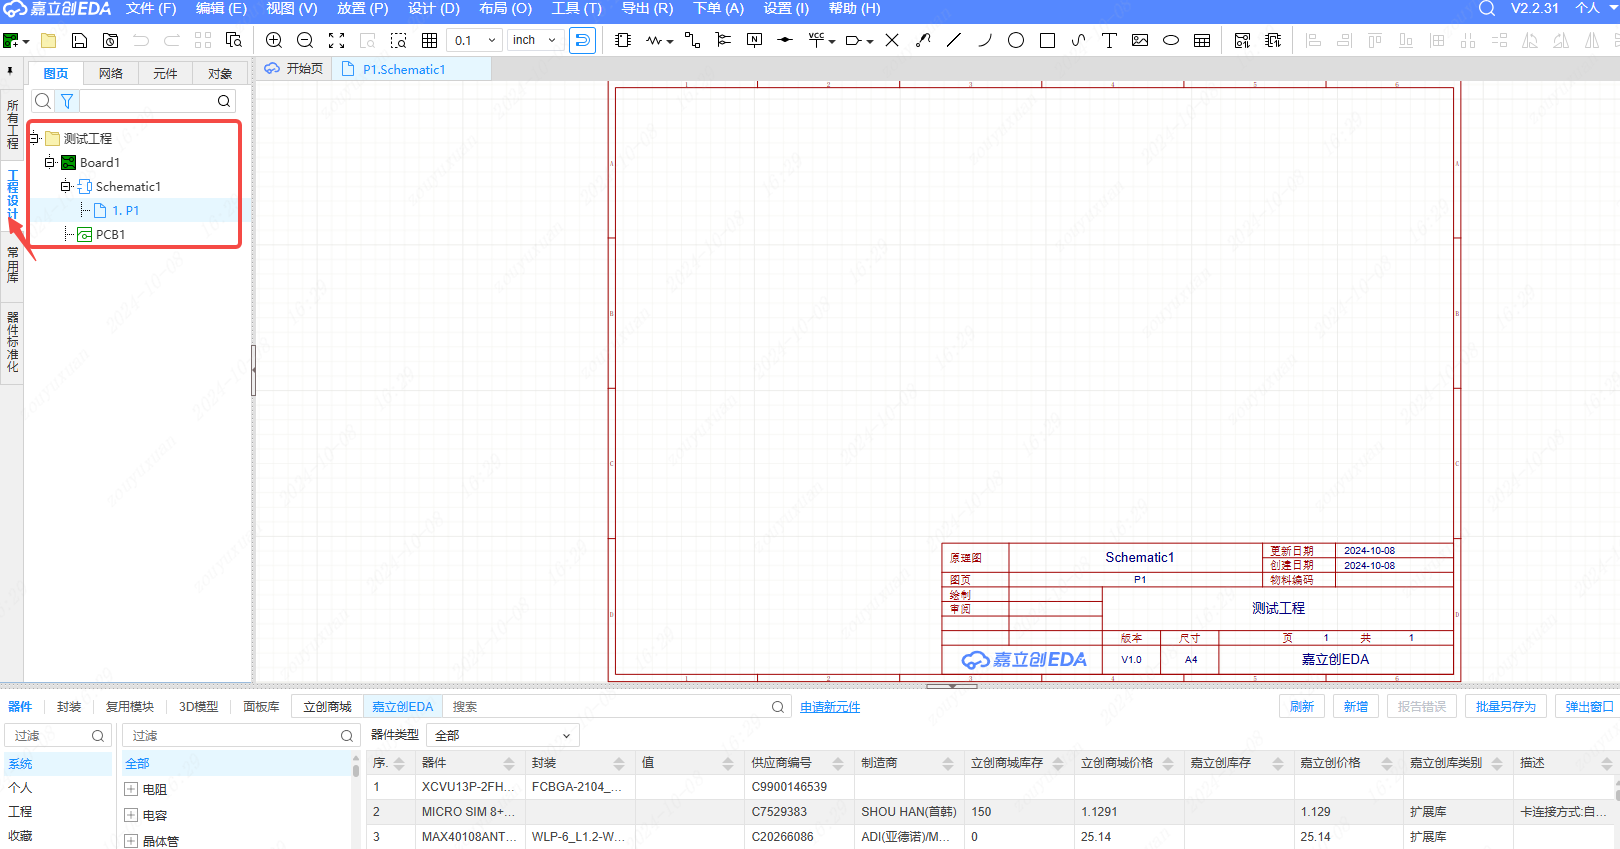 嘉立创EDA 文件 (F) 编辑 (E) 视图 (V) 放置 (P) 设计 (D) 布局 (O) 工具 (T) 导出 (R) 下单 (A) 设置 (I) 帮助 (H) V2.2.31 个人
0.1 inch N VCC T
图页 网络 元件 对象 开始页 P1.Schematic1
所有工程
工程设计
常用库
器件标准化
测试工程
Board1
Schematic1
1. P1
PCB1
1 2 3 4 5 6
A A
B B
C C
D D
原理图 Schematic1 更新日期 2024-10-08
创建日期 2024-10-08
图页 P1 物料编码
绘制
审阅
测试工程
版本 尺寸 页 1 共 1
嘉立创EDA V1.0 A4 嘉立创EDA
1 2 3 4 5 6
器件 封装 复用模块 3D模型 面板库 立创商城 嘉立创EDA 搜索 申请新元件 刷新 新增 报告错误 批量另存为 弹出窗口
过滤 过滤 器件类型 全部
系统 全部
个人 电阻
工程 电容
收藏 晶体管
序. 器件 封装 值 供应商编号 制造商 立创商城库存 立创商城价格 嘉立创库存 嘉立创价格 嘉立创库类别 描述
1 XCVU13P-2FH... FCBGA-2104_... C9900146539
2 MICRO SIM 8+... C7529383 SHOU HAN(首韩) 150 1.1291 1.129 扩展库 卡连接方式:自...
3 MAX40108ANT... WLP-6_L1.2-W... C20266086 ADI(亚德诺)/M... 0 25.14 25.14 扩展库